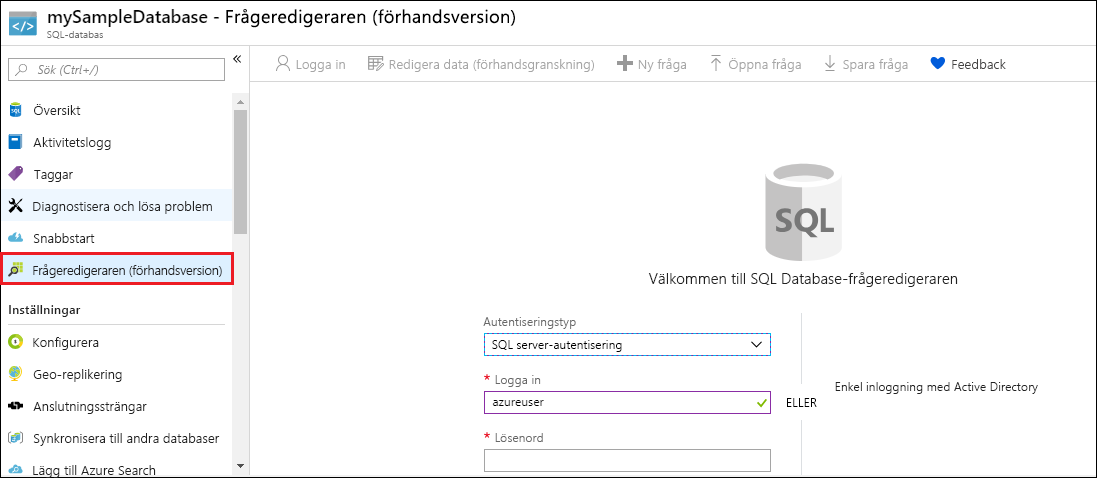 mySampleDatabase - Frågeredigeraren (förhandsversion)
SQL-databas
Sök (Ctrl+/)
Logga in
Redigera data (förhandsgranskning)
Ny fråga
Öppna fråga
Spara fråga
Feedback
SQL
Översikt
Aktivitetslogg
Taggar
Diagnostisera och lösa problem
Snabbstart
Frågeredigeraren (förhandsversion)
Inställningar
Konfigurera
Geo-replikering
Anslutningssträngar
Synkronisera till andra databaser
Lägg till Azure Search
SQL
Välkommen till SQL Database-frågeredigeraren
Autentiseringstyp
SQL server-autentisering
* Logga in
azureuser
* Lösenord
ELLER
Enkel inloggning med Active Directory